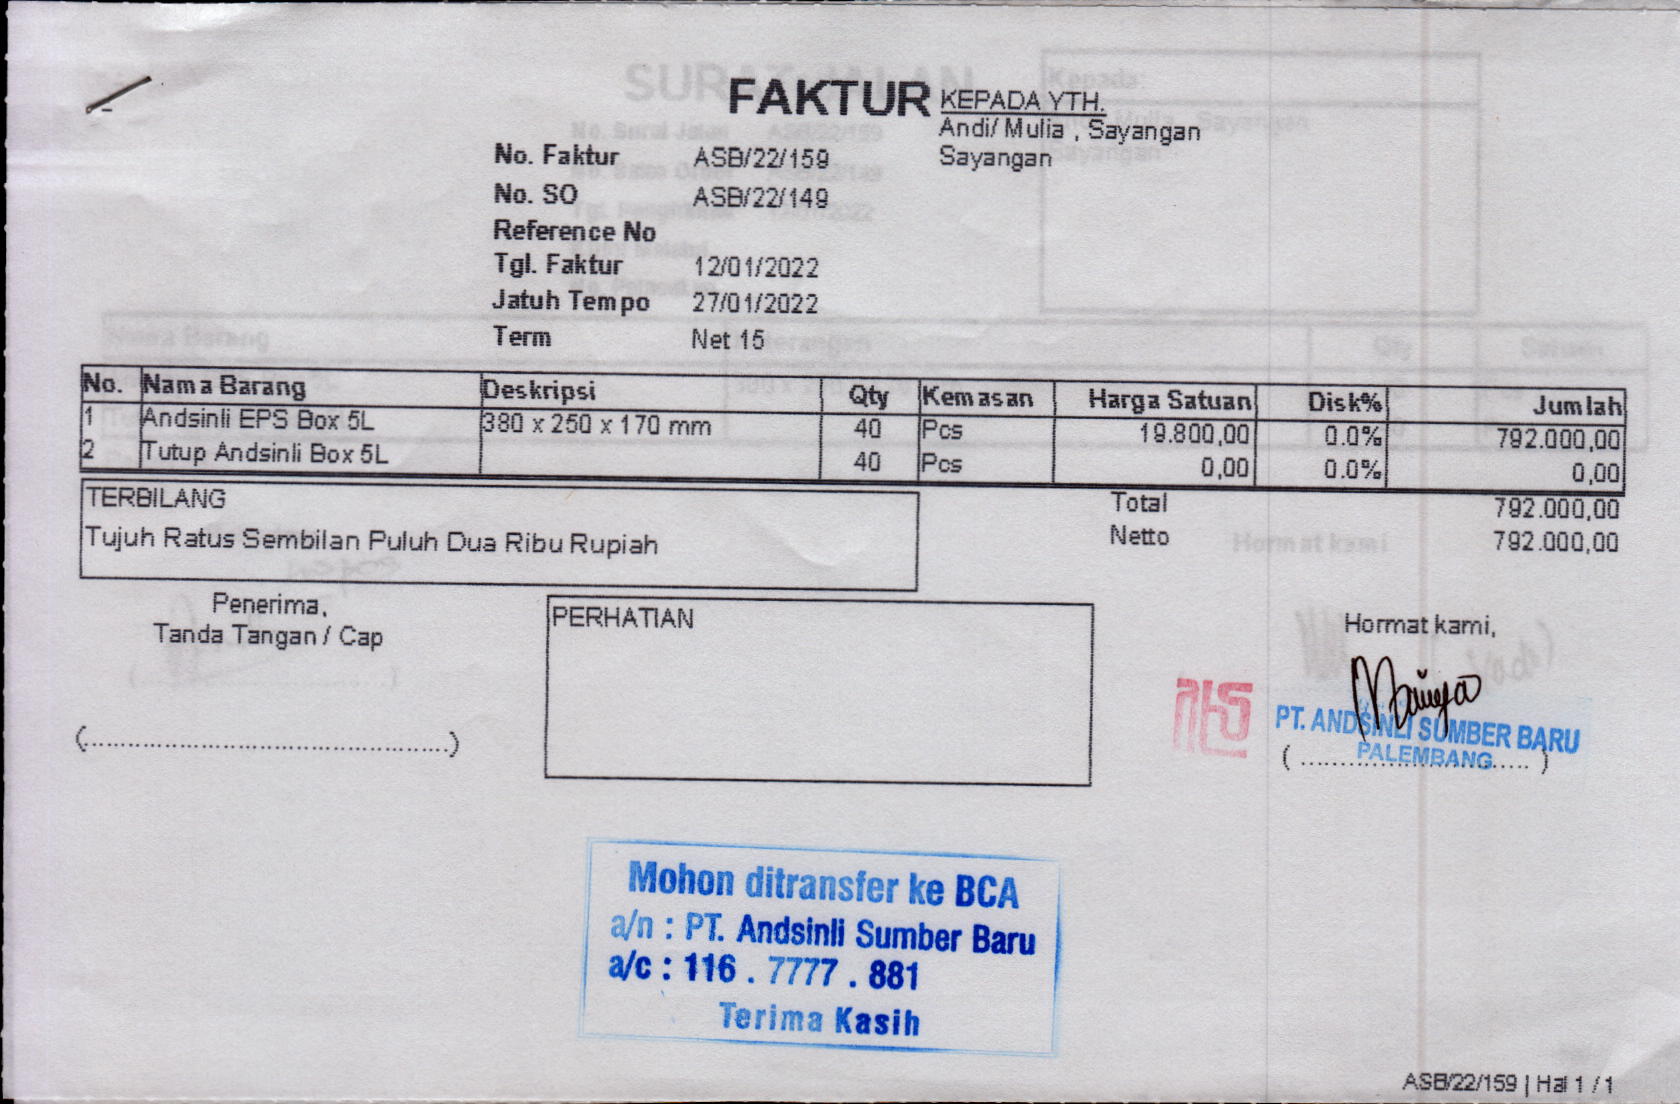 FAKTUR
KEPADA YTH.
Andi/ Mulia , Sayangan
Sayangan
No. Faktur ASB/22/159
No. SO ASB/22/149
Reference No
Tgl. Faktur 12/01/2022
Jatuh Tempo 27/01/2022
Term Net 15
No. Nama Barang Deskripsi Qty Kemasan Harga Satuan Disk% Jumlah
1 Andsinli EPS Box 5L 380 x 250 x 170 mm 40 Pcs 19.800,00 0.0% 792.000,00
2 Tutup Andsinli Box 5L 40 Pcs 0,00 0.0% 0,00
TERBILANG
Tujuh Ratus Sembilan Puluh Dua Ribu Rupiah
Total 792.000,00
Netto 792.000,00
Penerima,
Tanda Tangan / Cap
(................................................)
PERHATIAN
Hormat kami,
PT. ANDSINLI SUMBER BARU
PALEMBANG
Mohon ditransfer ke BCA
a/n : PT. Andsinli Sumber Baru
a/c : 116 . 7777 . 881
Terima Kasih
ASB/22/159 | Hal 1 / 1